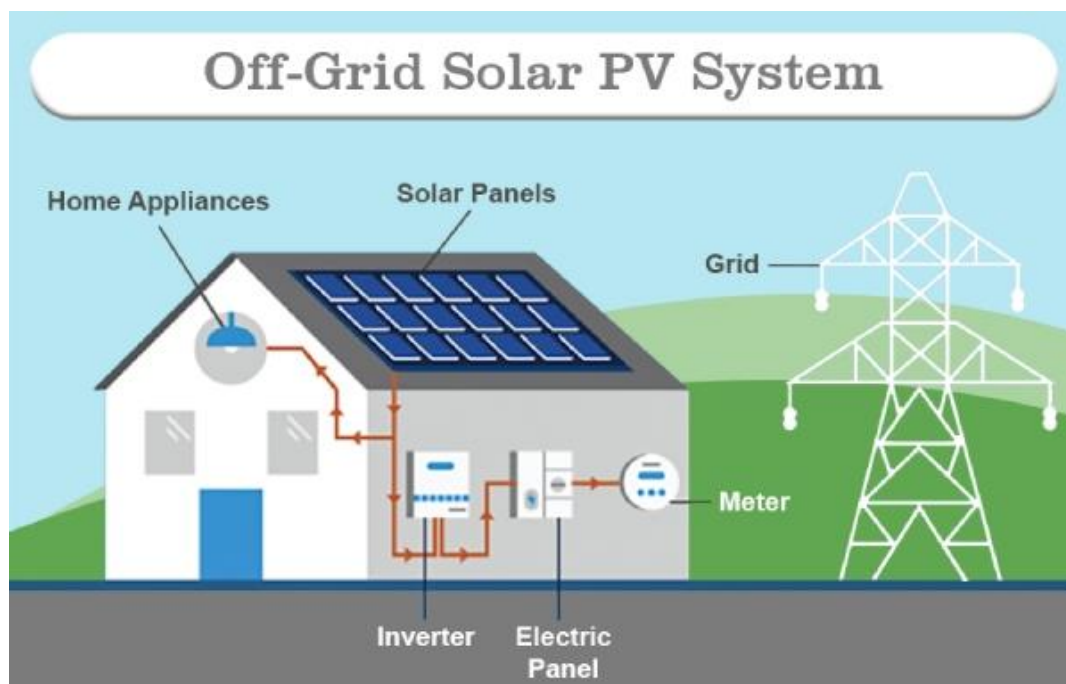 Off-Grid Solar PV System
Home Appliances
Solar Panels
Grid
Meter
Inverter
Electric
Panel